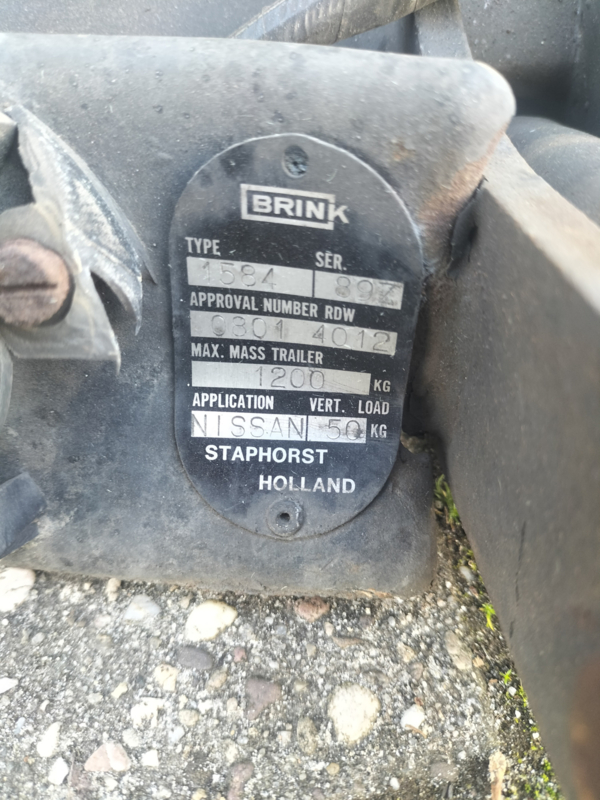 BRINK
TYPE SER.
1584 89Z
APPROVAL NUMBER RDW
0301 4012
MAX. MASS TRAILER
1200 KG
APPLICATION VERT. LOAD
NISSAN 50 KG
STAPHORST
HOLLAND